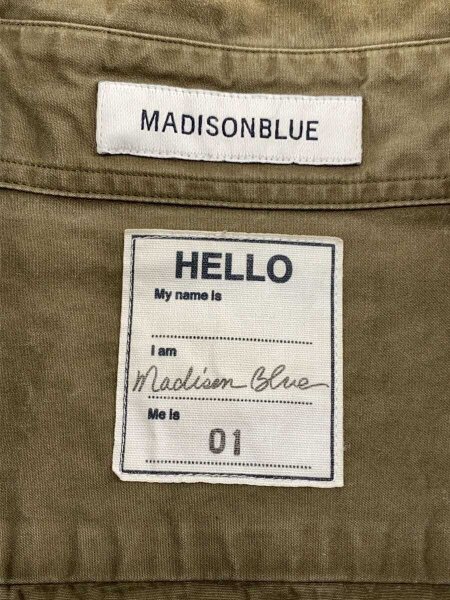 MADISONBLUE
HELLO
My name is
I am
Madison Blue
Me is
01